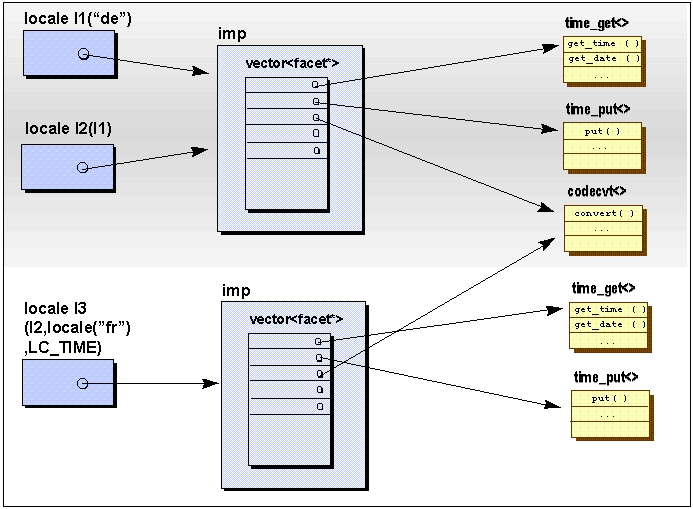 locale l1(“de”)
imp
vector<facet*>
time_get<>
get_time ( )
get_date ( )
...
locale l2(l1)
time_put<>
put( )
...
codecvt<>
convert( )
...
locale l3
(l2,locale(”fr”)
,LC_TIME)
imp
vector<facet*>
time_get<>
get_time ( )
get_date ( )
...
time_put<>
put( )
...